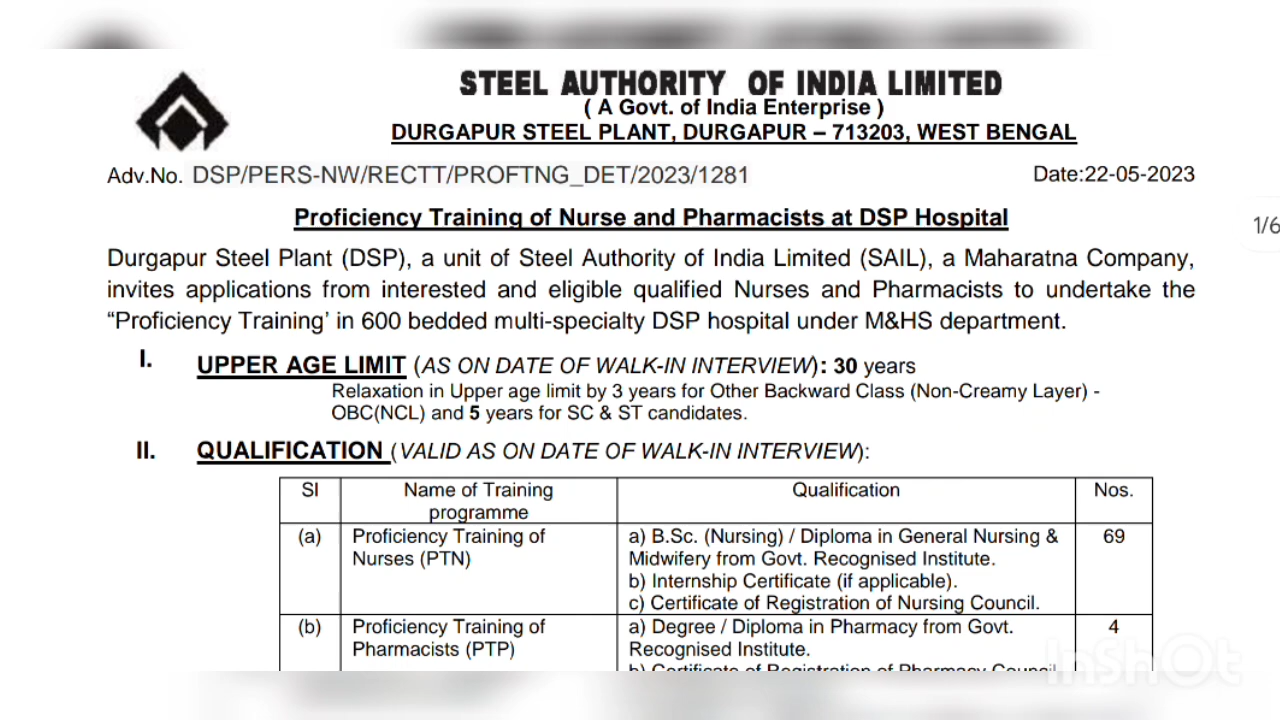 STEEL AUTHORITY OF INDIA LIMITED
( A Govt. of India Enterprise )
DURGAPUR STEEL PLANT, DURGAPUR – 713203, WEST BENGAL
Adv.No. DSP/PERS-NW/RECTT/PROFTNG_DET/2023/1281 Date:22-05-2023
Proficiency Training of Nurse and Pharmacists at DSP Hospital
1/6
Durgapur Steel Plant (DSP), a unit of Steel Authority of India Limited (SAIL), a Maharatna Company,
invites applications from interested and eligible qualified Nurses and Pharmacists to undertake the
“Proficiency Training’ in 600 bedded multi-specialty DSP hospital under M&HS department.
I. UPPER AGE LIMIT (AS ON DATE OF WALK-IN INTERVIEW): 30 years
Relaxation in Upper age limit by 3 years for Other Backward Class (Non-Creamy Layer) -
OBC(NCL) and 5 years for SC & ST candidates.
II. QUALIFICATION (VALID AS ON DATE OF WALK-IN INTERVIEW):
Sl Name of Training Qualification Nos.
programme
(a) Proficiency Training of a) B.Sc. (Nursing) / Diploma in General Nursing & 69
Nurses (PTN) Midwifery from Govt. Recognised Institute.
b) Internship Certificate (if applicable).
c) Certificate of Registration of Nursing Council.
(b) Proficiency Training of a) Degree / Diploma in Pharmacy from Govt. 4
Pharmacists (PTP) Recognised Institute.
b) Certificate of Registration of Pharmacy Council
InShOt